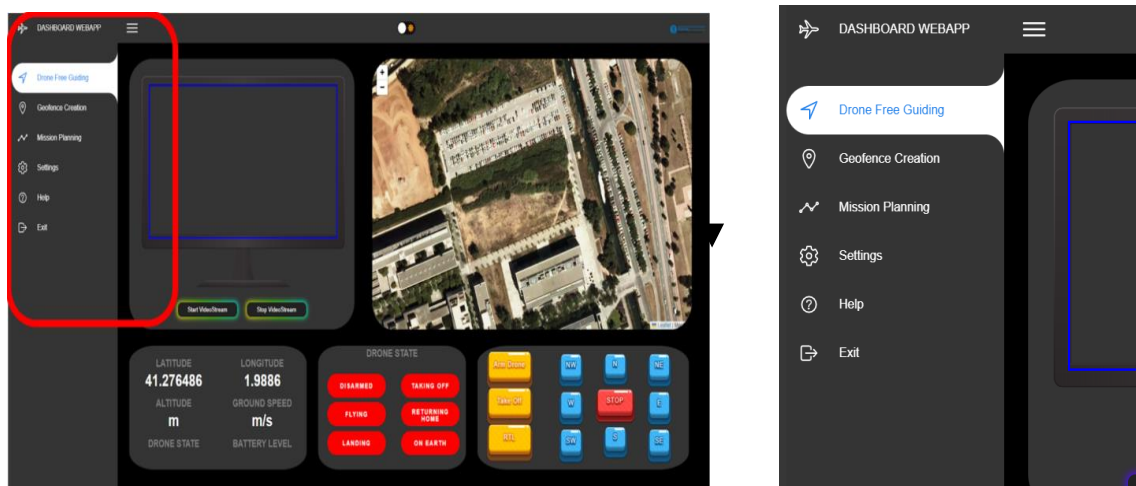 DASHBOARD WEBAPP
Drone Free Guiding
Geofence Creation
Mission Planning
Settings
Help
Exit
+
-
Start VideoStream
Stop VideoStream
LATITUDE
LONGITUDE
41.276486
1.9886
ALTITUDE
GROUND SPEED
m
m/s
DRONE STATE
BATTERY LEVEL
DRONE STATE
DISARMED
TAKING OFF
FLYING
RETURNING
HOME
LANDING
ON EARTH
Arm Drone
NW
N
NE
Take Off
W
STOP
E
RTL
SW
S
SE
DASHBOARD WEBAPP
Drone Free Guiding
Geofence Creation
Mission Planning
Settings
Help
Exit